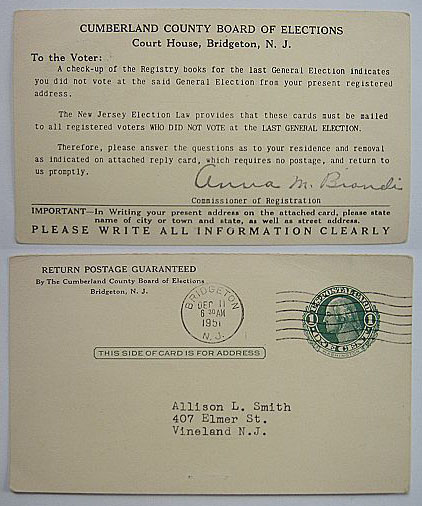 CUMBERLAND COUNTY BOARD OF ELECTIONS
Court House, Bridgeton, N. J.
To the Voter:
A check-up of the Registry books for the last General Election indicates
you did not vote at the said General Election from your present registered
address.
The New Jersey Election Law provides that these cards must be mailed
to all registered voters WHO DID NOT VOTE at the LAST GENERAL ELECTION.
Therefore, please answer the questions as to your residence and removal
as indicated on attached reply card, which requires no postage, and return to
us promptly.
Anna M. Biondi
Commissioner of Registration
IMPORTANT—In Writing your present address on the attached card, please state
name of city or town and state, as well as street address.
PLEASE WRITE ALL INFORMATION CLEARLY
RETURN POSTAGE GUARANTEED
By The Cumberland County Board of Elections
Bridgeton, N. J.
BRIDGETON
DEC 11
6 30 AM
1951
N. J.
1 1
WASHINGTON
THIS SIDE OF CARD IS FOR ADDRESS
Allison L. Smith
407 Elmer St.
Vineland N.J.